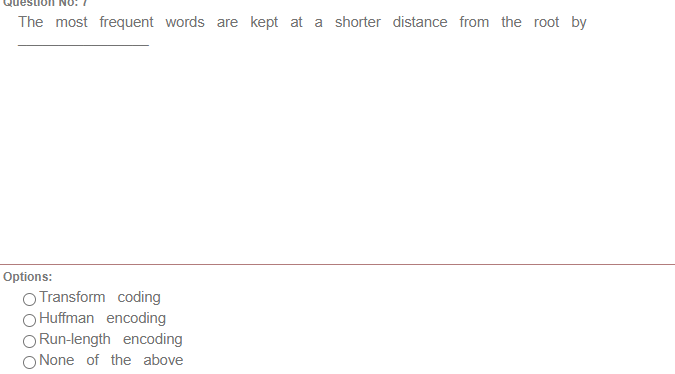 Question No: 7
The most frequent words are kept at a shorter distance from the root by
_________________
Options:
Transform coding
Huffman encoding
Run-length encoding
None of the above